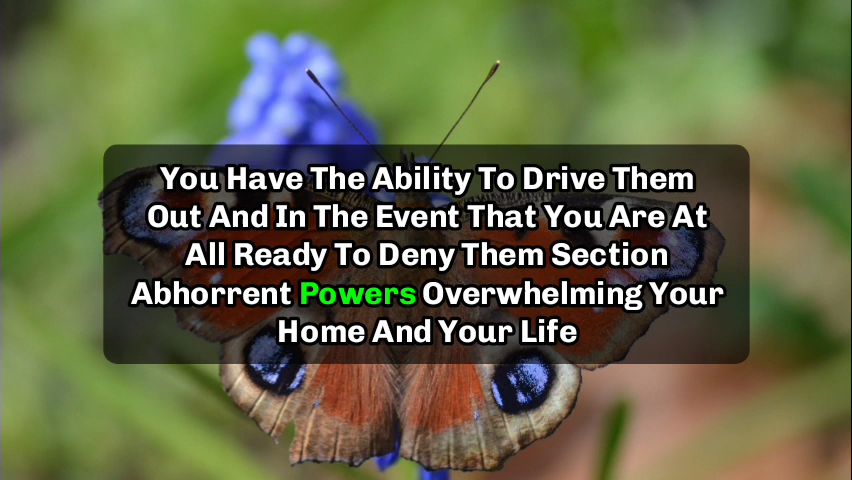 You Have The Ability To Drive Them
Out And In The Event That You Are At
All Ready To Deny Them Section
Abhorrent Powers Overwhelming Your
Home And Your Life